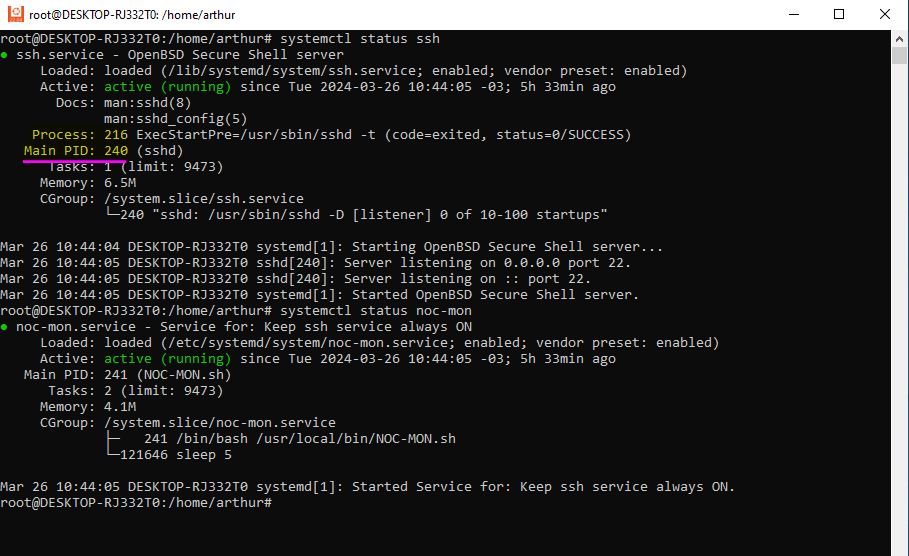 root@DESKTOP-RJ332T0: /home/arthur
root@DESKTOP-RJ332T0:/home/arthur# systemctl status ssh
● ssh.service - OpenBSD Secure Shell server
     Loaded: loaded (/lib/systemd/system/ssh.service; enabled; vendor preset: enabled)
     Active: active (running) since Tue 2024-03-26 10:44:05 -03; 5h 33min ago
       Docs: man:sshd(8)
             man:sshd_config(5)
    Process: 216 ExecStartPre=/usr/sbin/sshd -t (code=exited, status=0/SUCCESS)
   Main PID: 240 (sshd)
      Tasks: 1 (limit: 9473)
     Memory: 6.5M
     CGroup: /system.slice/ssh.service
             └─240 "sshd: /usr/sbin/sshd -D [listener] 0 of 10-100 startups"
Mar 26 10:44:04 DESKTOP-RJ332T0 systemd[1]: Starting OpenBSD Secure Shell server...
Mar 26 10:44:05 DESKTOP-RJ332T0 sshd[240]: Server listening on 0.0.0.0 port 22.
Mar 26 10:44:05 DESKTOP-RJ332T0 sshd[240]: Server listening on :: port 22.
Mar 26 10:44:05 DESKTOP-RJ332T0 systemd[1]: Started OpenBSD Secure Shell server.
root@DESKTOP-RJ332T0:/home/arthur# systemctl status noc-mon
● noc-mon.service - Service for: Keep ssh service always ON
     Loaded: loaded (/etc/systemd/system/noc-mon.service; enabled; vendor preset: enabled)
     Active: active (running) since Tue 2024-03-26 10:44:05 -03; 5h 33min ago
   Main PID: 241 (NOC-MON.sh)
      Tasks: 2 (limit: 9473)
     Memory: 4.1M
     CGroup: /system.slice/noc-mon.service
             ├─   241 /bin/bash /usr/local/bin/NOC-MON.sh
             └─121646 sleep 5
Mar 26 10:44:05 DESKTOP-RJ332T0 systemd[1]: Started Service for: Keep ssh service always ON.
root@DESKTOP-RJ332T0:/home/arthur#